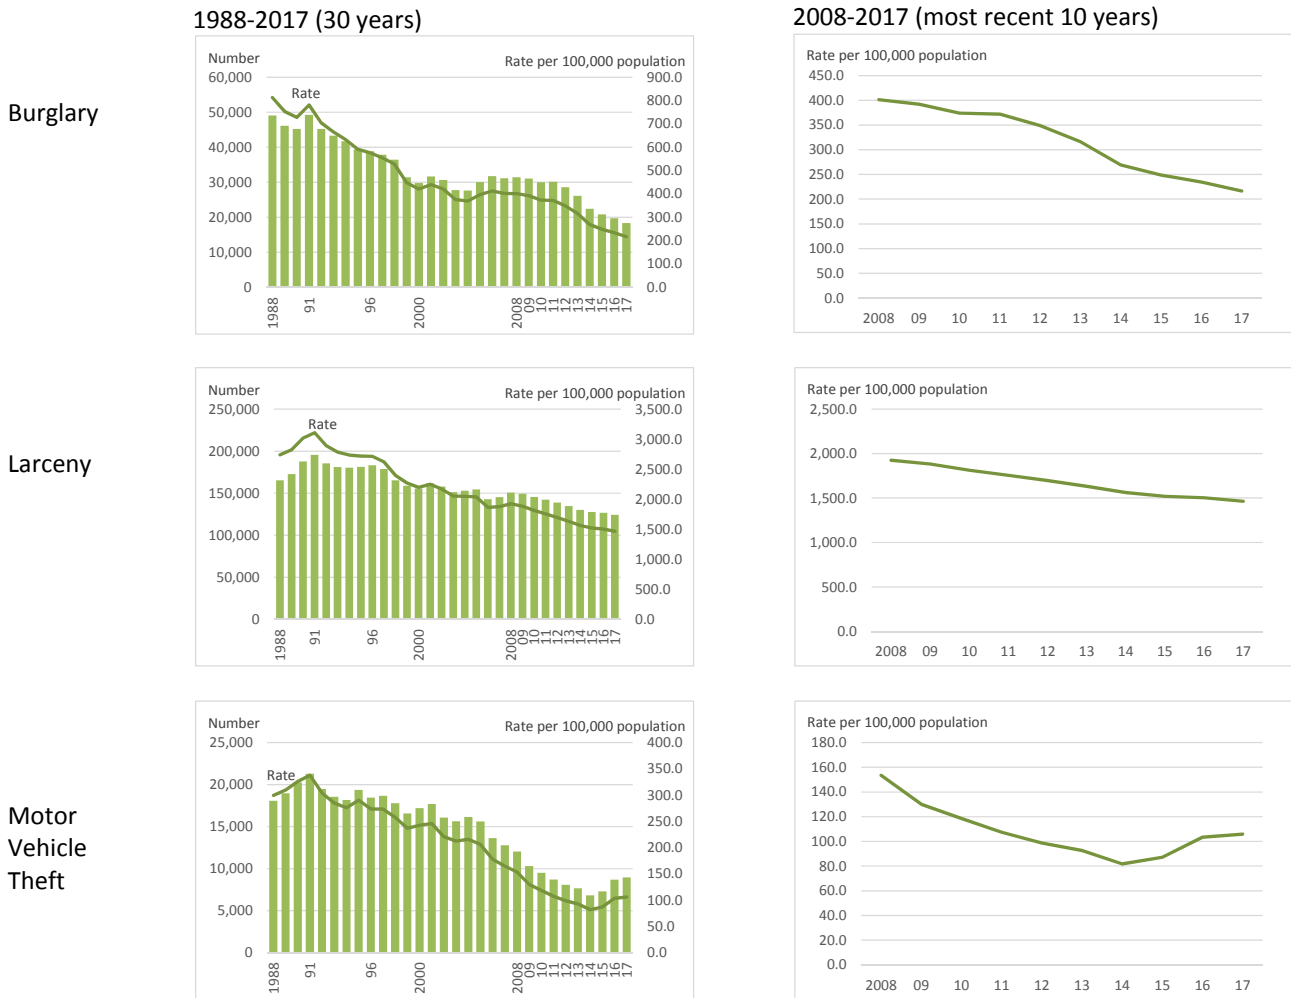 1988-2017 (30 years)
2008-2017 (most recent 10 years)
Burglary
Number
Rate per 100,000 population
60,000
50,000
40,000
30,000
20,000
10,000
0
Rate
900.0
800.0
700.0
600.0
500.0
400.0
300.0
200.0
100.0
0.0
1988 91 96 2000 2008 09 10 11 12 13 14 15 16 17
Rate per 100,000 population
450.0
400.0
350.0
300.0
250.0
200.0
150.0
100.0
50.0
0.0
2008 09 10 11 12 13 14 15 16 17
Larceny
Number
Rate per 100,000 population
250,000
200,000
150,000
100,000
50,000
0
Rate
3,500.0
3,000.0
2,500.0
2,000.0
1,500.0
1,000.0
500.0
0.0
1988 91 96 2000 2008 09 10 11 12 13 14 15 16 17
Rate per 100,000 population
2,500.0
2,000.0
1,500.0
1,000.0
500.0
0.0
2008 09 10 11 12 13 14 15 16 17
Motor
Vehicle
Theft
Number
Rate per 100,000 population
25,000
20,000
15,000
10,000
5,000
0
Rate
400.0
350.0
300.0
250.0
200.0
150.0
100.0
50.0
0.0
1988 91 96 2000 2008 09 10 11 12 13 14 15 16 17
Rate per 100,000 population
180.0
160.0
140.0
120.0
100.0
80.0
60.0
40.0
20.0
0.0
2008 09 10 11 12 13 14 15 16 17